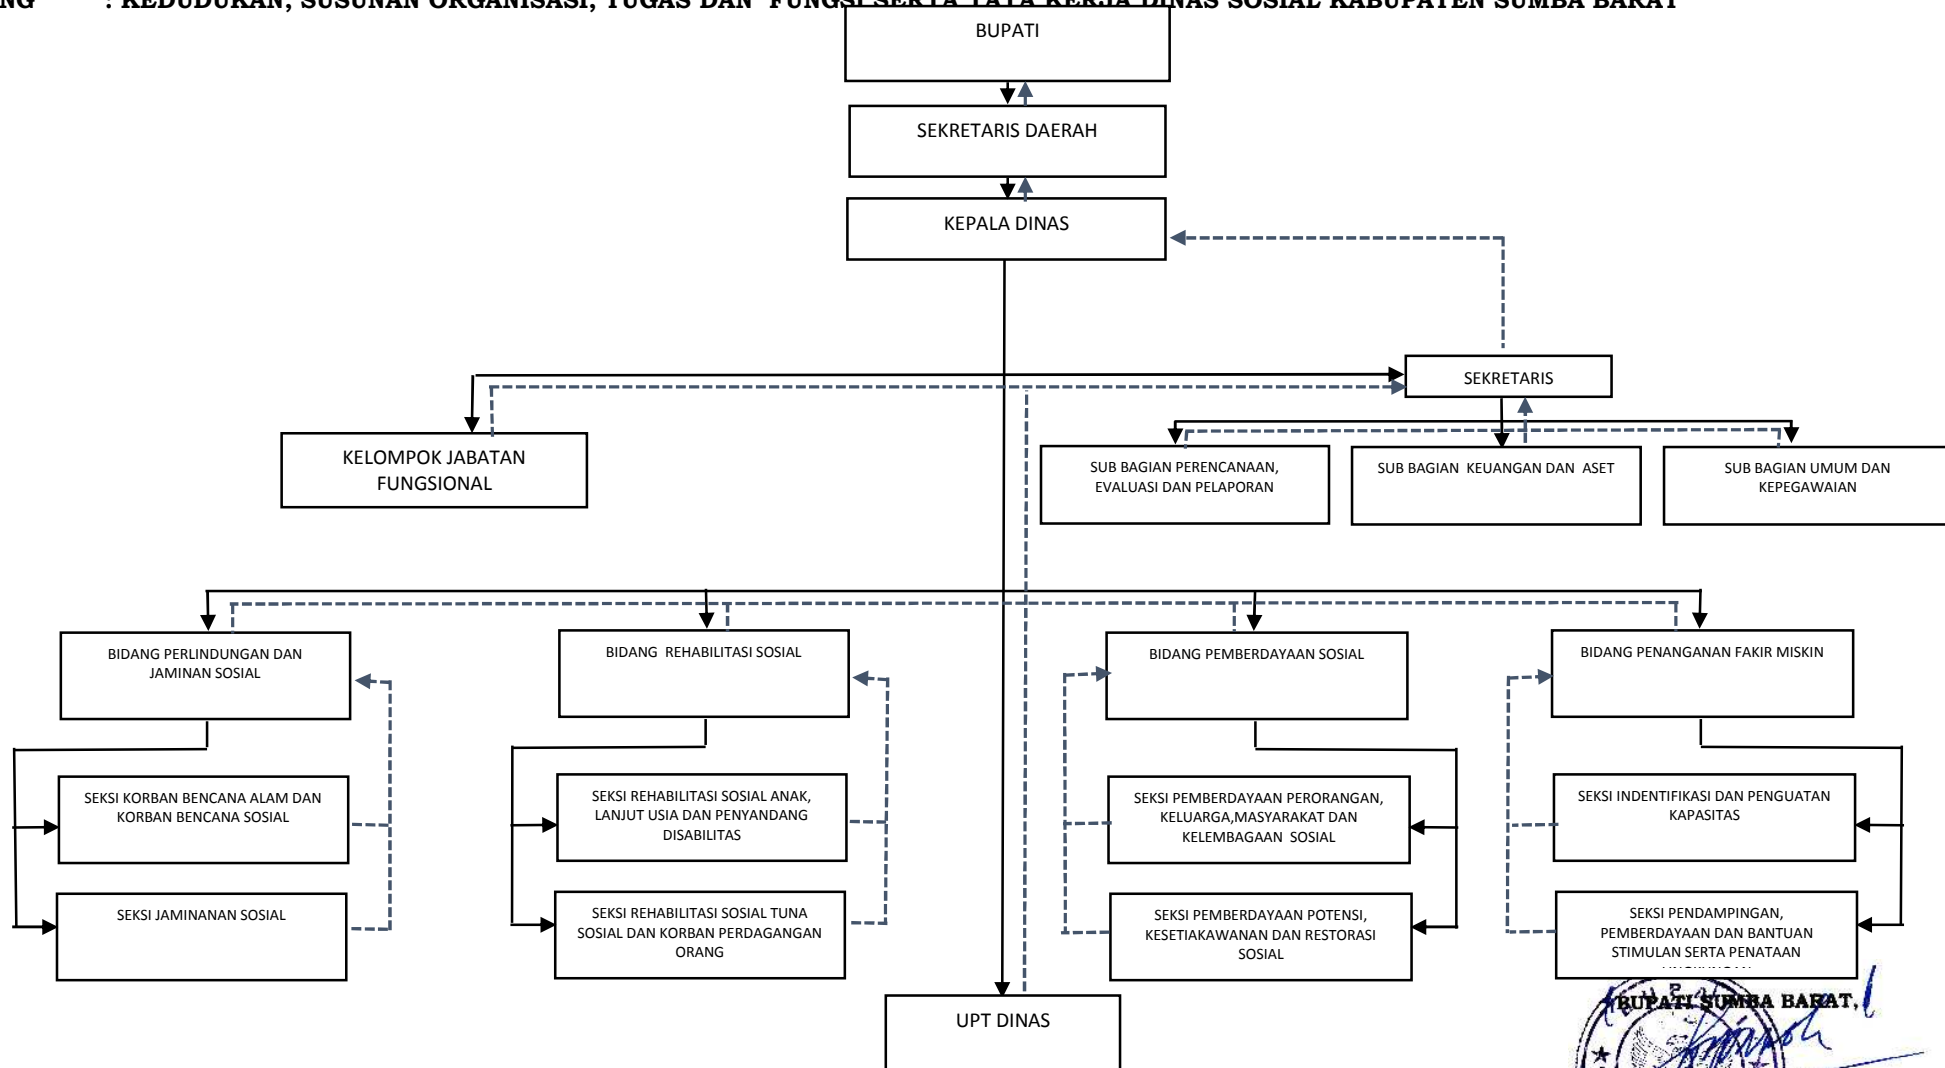 NG : KEDUDUKAN, SUSUNAN ORGANISASI, TUGAS DAN FUNGSI SERTA TATA KERJA DINAS SOSIAL KABUPATEN SUMBA BARAT
BUPATI
SEKRETARIS DAERAH
KEPALA DINAS
SEKRETARIS
KELOMPOK JABATAN
FUNGSIONAL
SUB BAGIAN PERENCANAAN,
EVALUASI DAN PELAPORAN
SUB BAGIAN KEUANGAN DAN ASET
SUB BAGIAN UMUM DAN
KEPEGAWAIAN
BIDANG PERLINDUNGAN DAN
JAMINAN SOSIAL
BIDANG REHABILITASI SOSIAL
BIDANG PEMBERDAYAAN SOSIAL
BIDANG PENANGANAN FAKIR MISKIN
SEKSI KORBAN BENCANA ALAM DAN
KORBAN BENCANA SOSIAL
SEKSI REHABILITASI SOSIAL ANAK,
LANJUT USIA DAN PENYANDANG
DISABILITAS
SEKSI PEMBERDAYAAN PERORANGAN,
KELUARGA,MASYARAKAT DAN
KELEMBAGAAN SOSIAL
SEKSI INDENTIFIKASI DAN PENGUATAN
KAPASITAS
SEKSI JAMINANAN SOSIAL
SEKSI REHABILITASI SOSIAL TUNA
SOSIAL DAN KORBAN PERDAGANGAN
ORANG
SEKSI PEMBERDAYAAN POTENSI,
KESETIAKAWANAN DAN RESTORASI
SOSIAL
SEKSI PENDAMPINGAN,
PEMBERDAYAAN DAN BANTUAN
STIMULAN SERTA PENATAAN
UPT DINAS
BUPATI SUMBA BARAT,